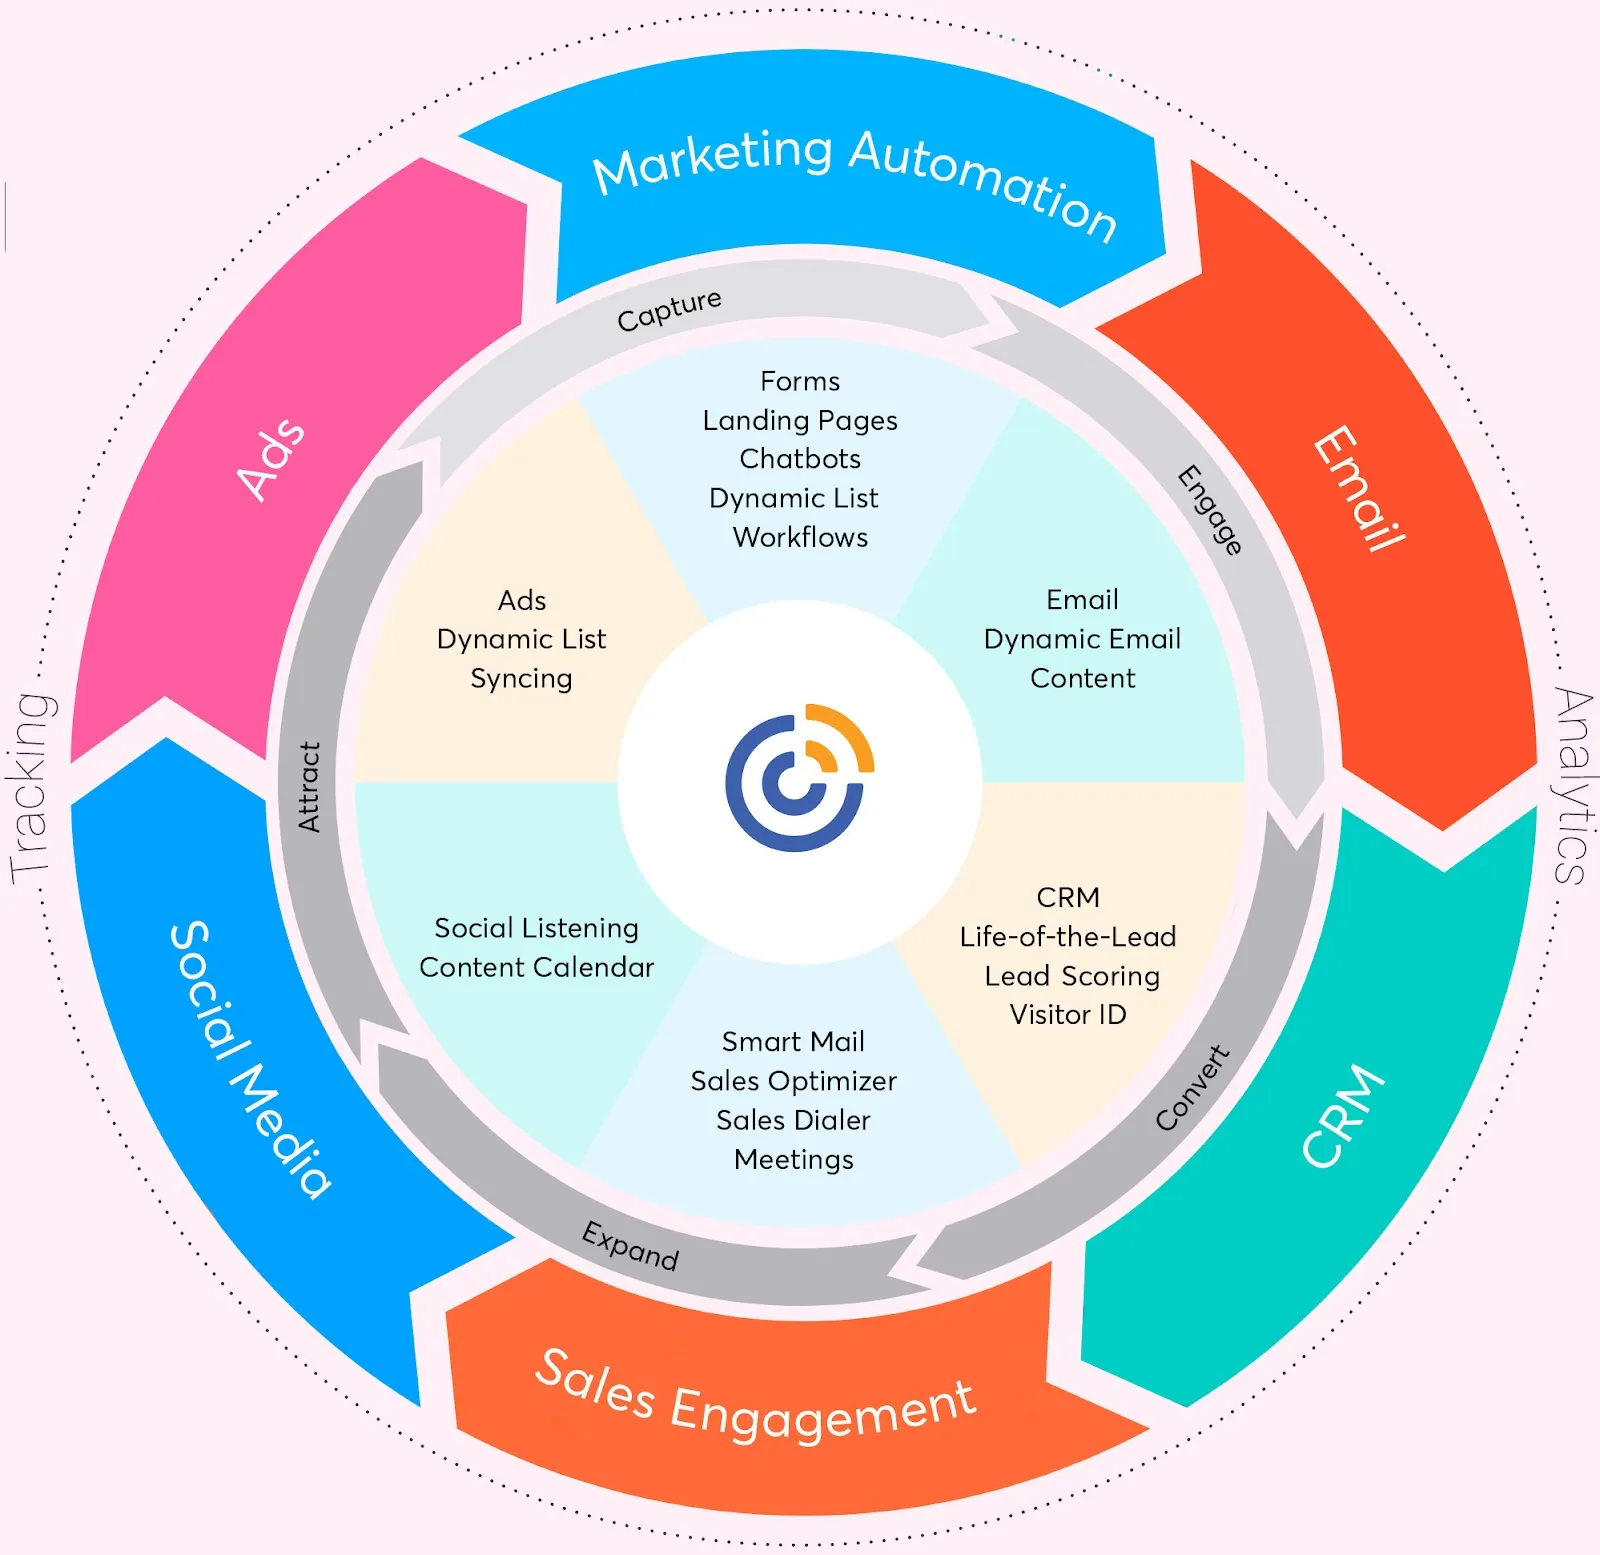 Marketing Automation
Email
CRM
Sales Engagement
Social Media
Ads
Tracking
Analytics
Capture
Engage
Convert
Expand
Attract
Forms
Landing Pages
Chatbots
Dynamic List
Workflows
Email
Dynamic Email
Content
CRM
Life-of-the-Lead
Lead Scoring
Visitor ID
Smart Mail
Sales Optimizer
Sales Dialer
Meetings
Social Listening
Content Calendar
Ads
Dynamic List
Syncing